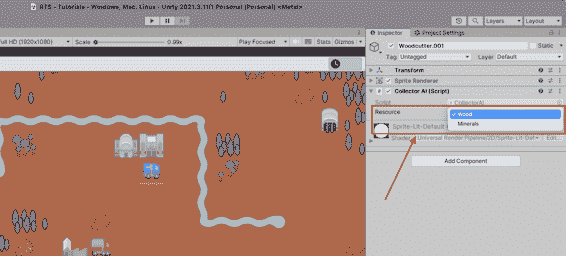 RTS - Tutorials - Windows, Mac, Linux - Unity 2021.3.11f1 Personal (Personal) <Metal>
Layers Layout
Full HD (1920x1080) Scale 0.99x Play Focused Stats Gizmos
Inspector Project Settings
Woodcutter.001 Static
Tag Untagged Layer Default
Transform
Sprite Renderer
Collector AI (Script)
Script CollectorAI
Resource Wood
Minerals
Sprite-Lit-Default
Shader Universal Render Pipeline/2D/Sprite-Lit-Def Edit...
Add Component